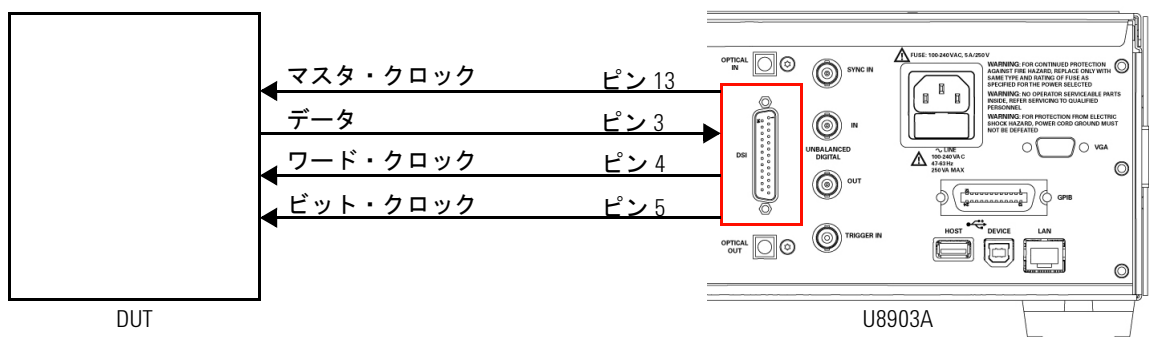 マスタ・クロック ピン 13
データ ピン 3
ワード・クロック ピン 4
ビット・クロック ピン 5
DUT
OPTICAL
IN
SYNC IN
DSI
IN
UNBALANCED
DIGITAL
OUT
OPTICAL
OUT
TRIGGER IN
FUSE: 100-240VAC, 5A/250V
WARNING: FOR CONTINUED PROTECTION
AGAINST FIRE HAZARD, REPLACE ONLY WITH
SAME TYPE AND RATING OF FUSE AS
SPECIFIED FOR THE POWER SELECTED
WARNING: NO OPERATOR SERVICEABLE PARTS
INSIDE, REFER SERVICING TO QUALIFIED
PERSONNEL
WARNING: FOR PROTECTION FROM ELECTRIC
SHOCK HAZARD, POWER CORD GROUND MUST
NOT BE DEFEATED
LINE
100-240 VAC
47-63Hz
250 VA MAX
VGA
GPIB
HOST DEVICE LAN
U8903A